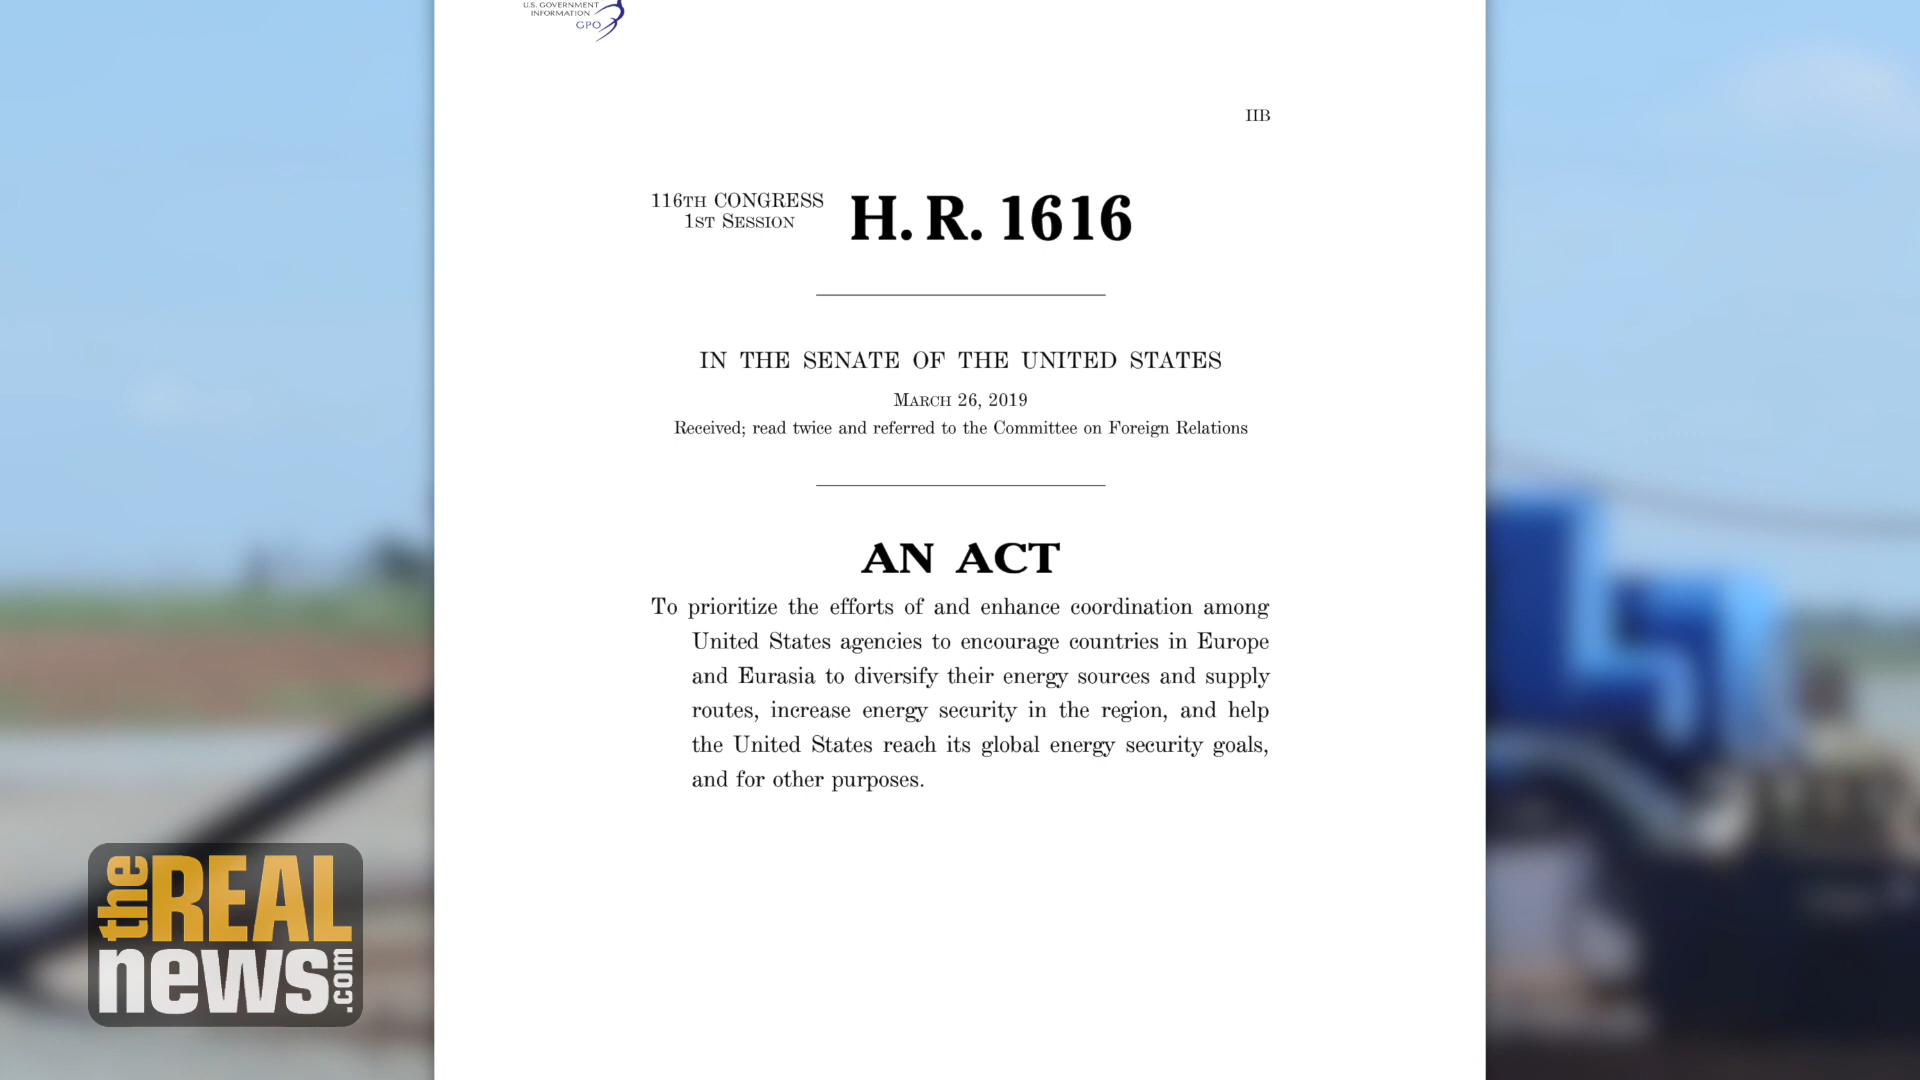 U.S. GOVERNMENT
INFORMATION
GPO
IIB
116TH CONGRESS
1ST SESSION
H. R. 1616
IN THE SENATE OF THE UNITED STATES
MARCH 26, 2019
Received; read twice and referred to the Committee on Foreign Relations
AN ACT
To prioritize the efforts of and enhance coordination among
United States agencies to encourage countries in Europe
and Eurasia to diversify their energy sources and supply
routes, increase energy security in the region, and help
the United States reach its global energy security goals,
and for other purposes.
the REAL
news.com